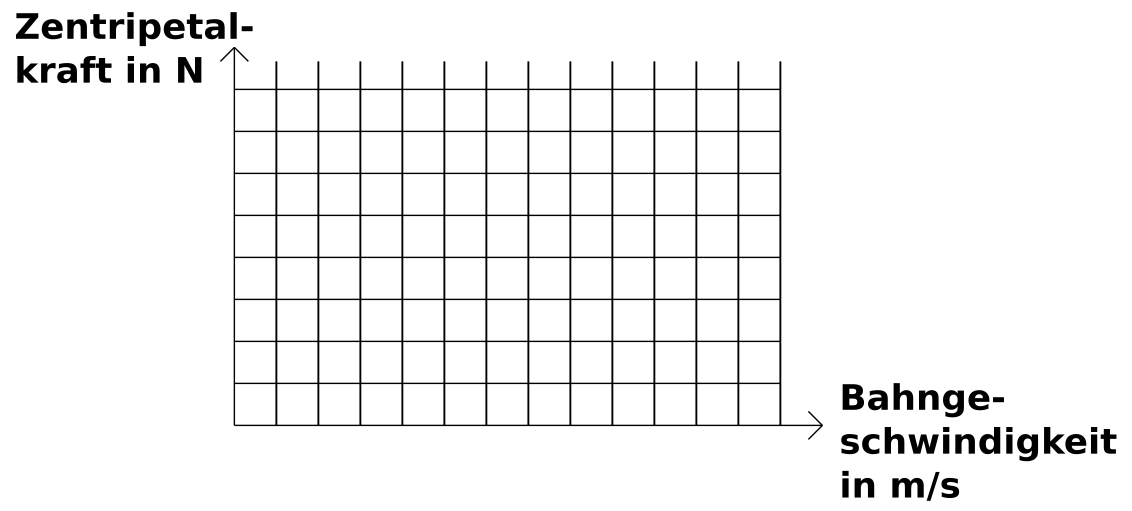 Zentripetal-
kraft in N
Bahnge-
schwindigkeit
in m/s